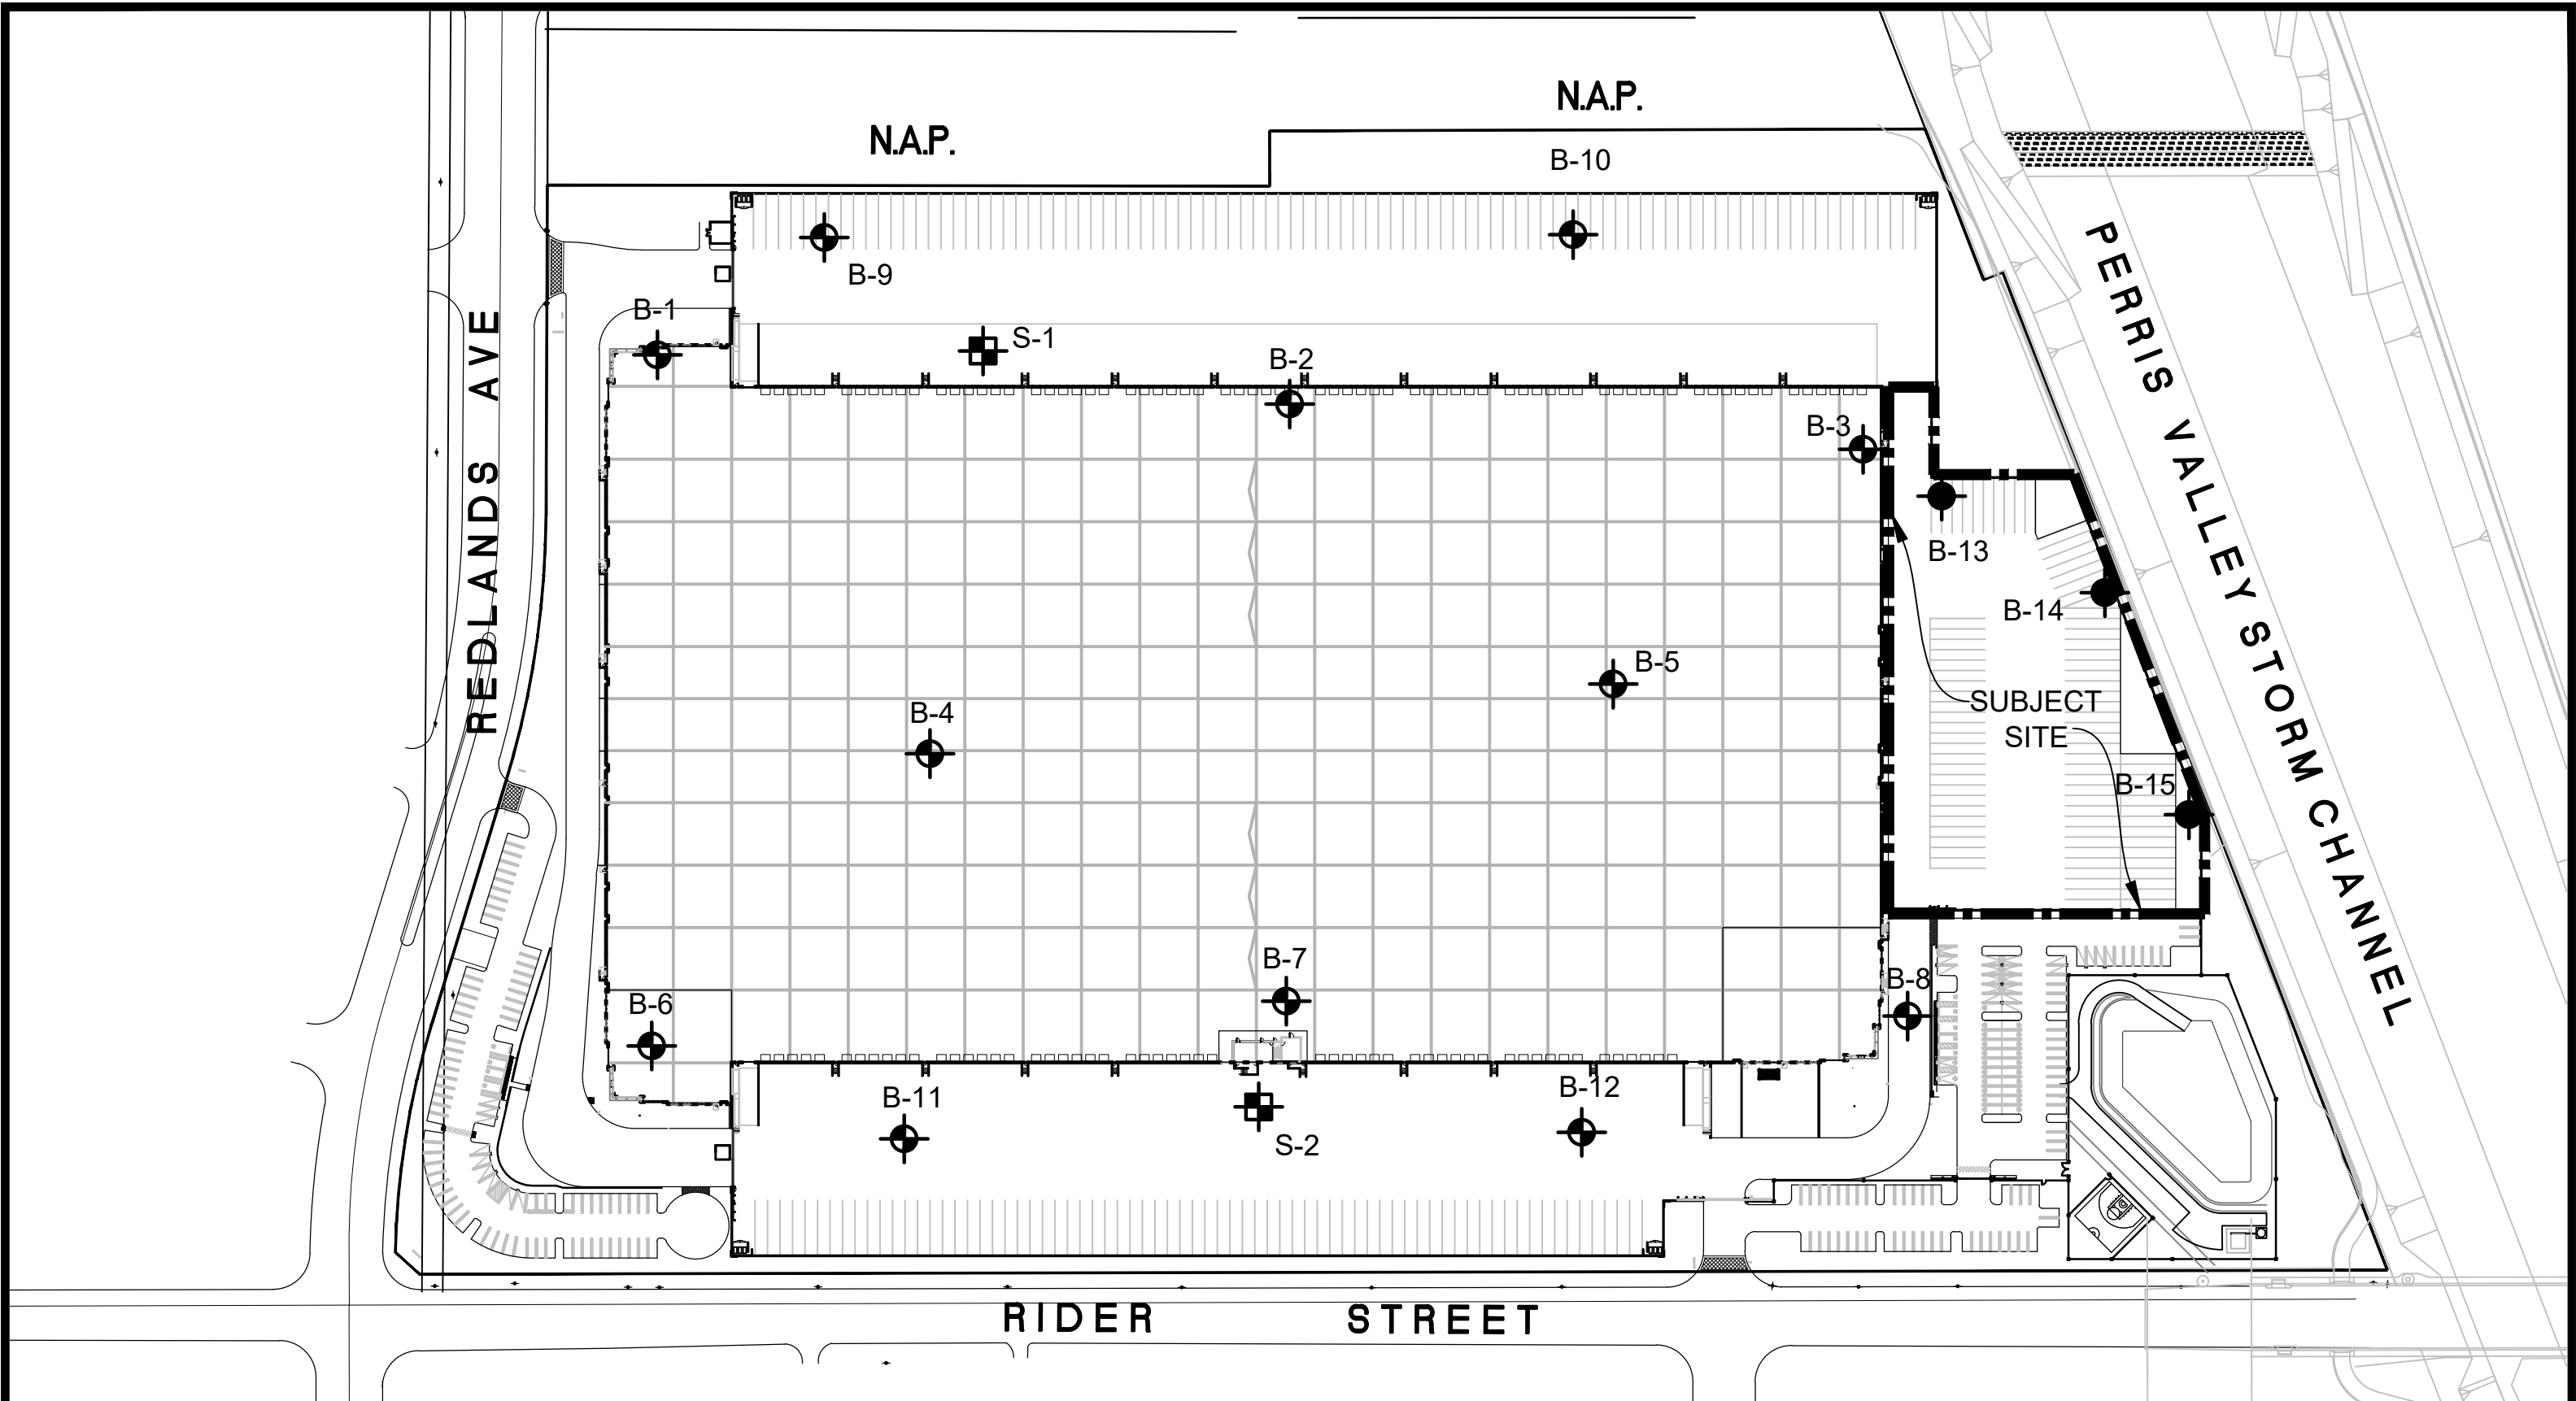 N.A.P.
N.A.P.
B-10
B-9
B-1
S-1
B-2
B-3
REDLANDS AVE
PERRIS VALLEY STORM CHANNEL
B-13
B-14
B-5
SUBJECT
SITE
B-4
B-15
B-7
B-8
B-6
B-11
B-12
S-2
RIDER STREET